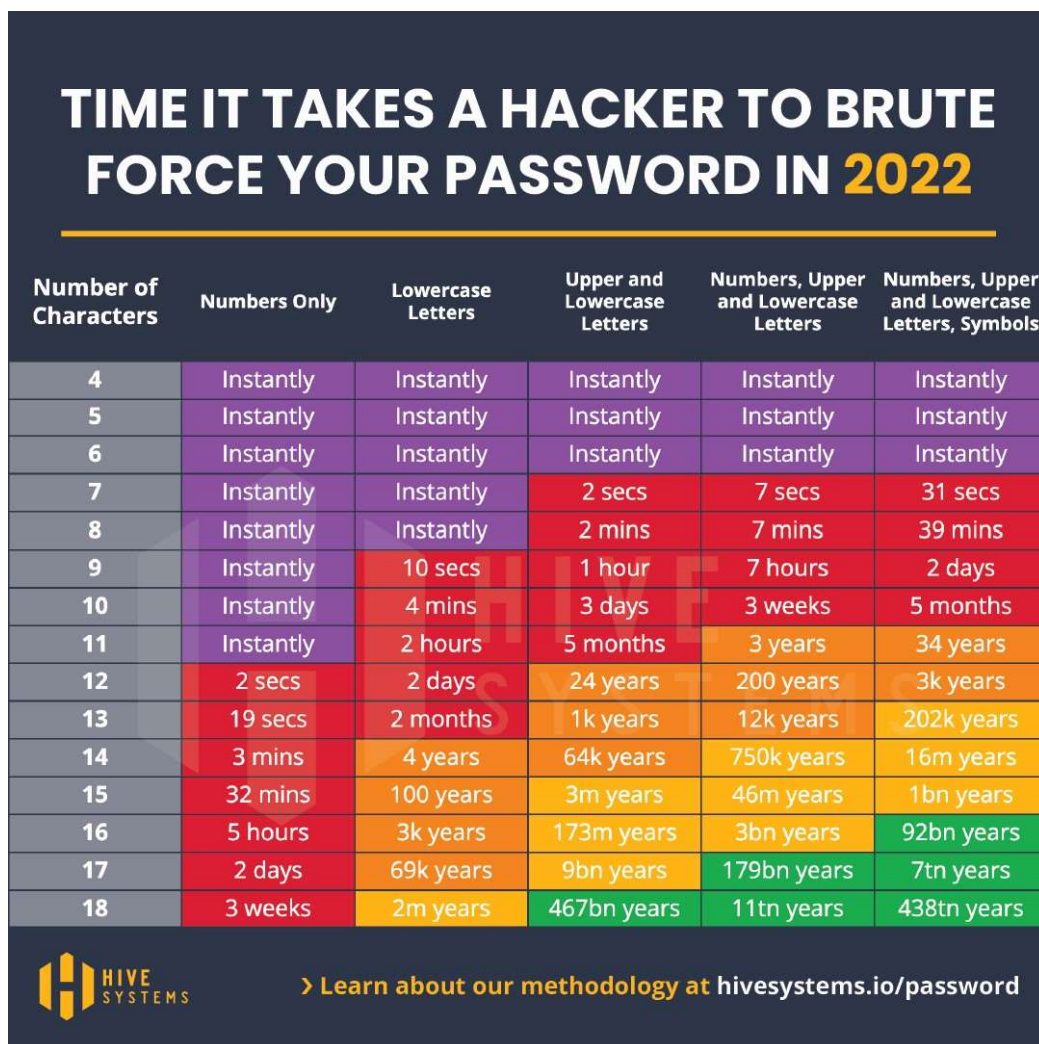 TIME IT TAKES A HACKER TO BRUTE
FORCE YOUR PASSWORD IN 2022
Number of Characters Numbers Only Lowercase Letters Upper and Lowercase Letters Numbers, Upper and Lowercase Letters Numbers, Upper and Lowercase Letters, Symbols
4 Instantly Instantly Instantly Instantly Instantly
5 Instantly Instantly Instantly Instantly Instantly
6 Instantly Instantly Instantly Instantly Instantly
7 Instantly Instantly 2 secs 7 secs 31 secs
8 Instantly Instantly 2 mins 7 mins 39 mins
9 Instantly 10 secs 1 hour 7 hours 2 days
10 Instantly 4 mins 3 days 3 weeks 5 months
11 Instantly 2 hours 5 months 3 years 34 years
12 2 secs 2 days 24 years 200 years 3k years
13 19 secs 2 months 1k years 12k years 202k years
14 3 mins 4 years 64k years 750k years 16m years
15 32 mins 100 years 3m years 46m years 1bn years
16 5 hours 3k years 173m years 3bn years 92bn years
17 2 days 69k years 9bn years 179bn years 7tn years
18 3 weeks 2m years 467bn years 11tn years 438tn years
HIVE
SYSTEMS
HIVE
SYSTEMS
› Learn about our methodology at hivesystems.io/password